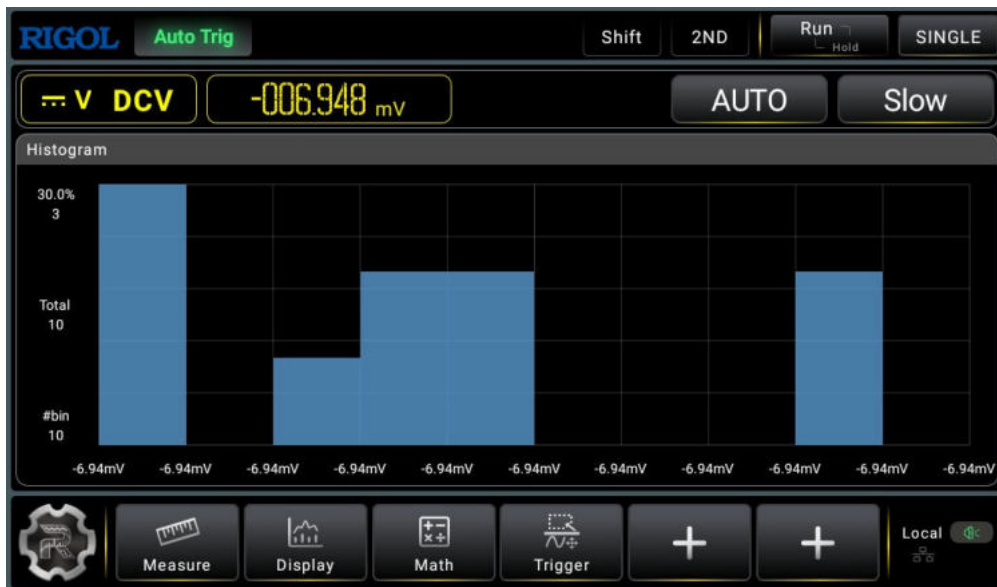 RIGOL Auto Trig Shift 2ND Run Hold SINGLE
V DCV -006.948 mV AUTO Slow
Histogram
30.0%
3
Total
10
#bin
10
-6.94mV -6.94mV -6.94mV -6.94mV -6.94mV -6.94mV -6.94mV -6.94mV -6.94mV -6.94mV -6.94mV
R
Measure Display Math Trigger + + Local